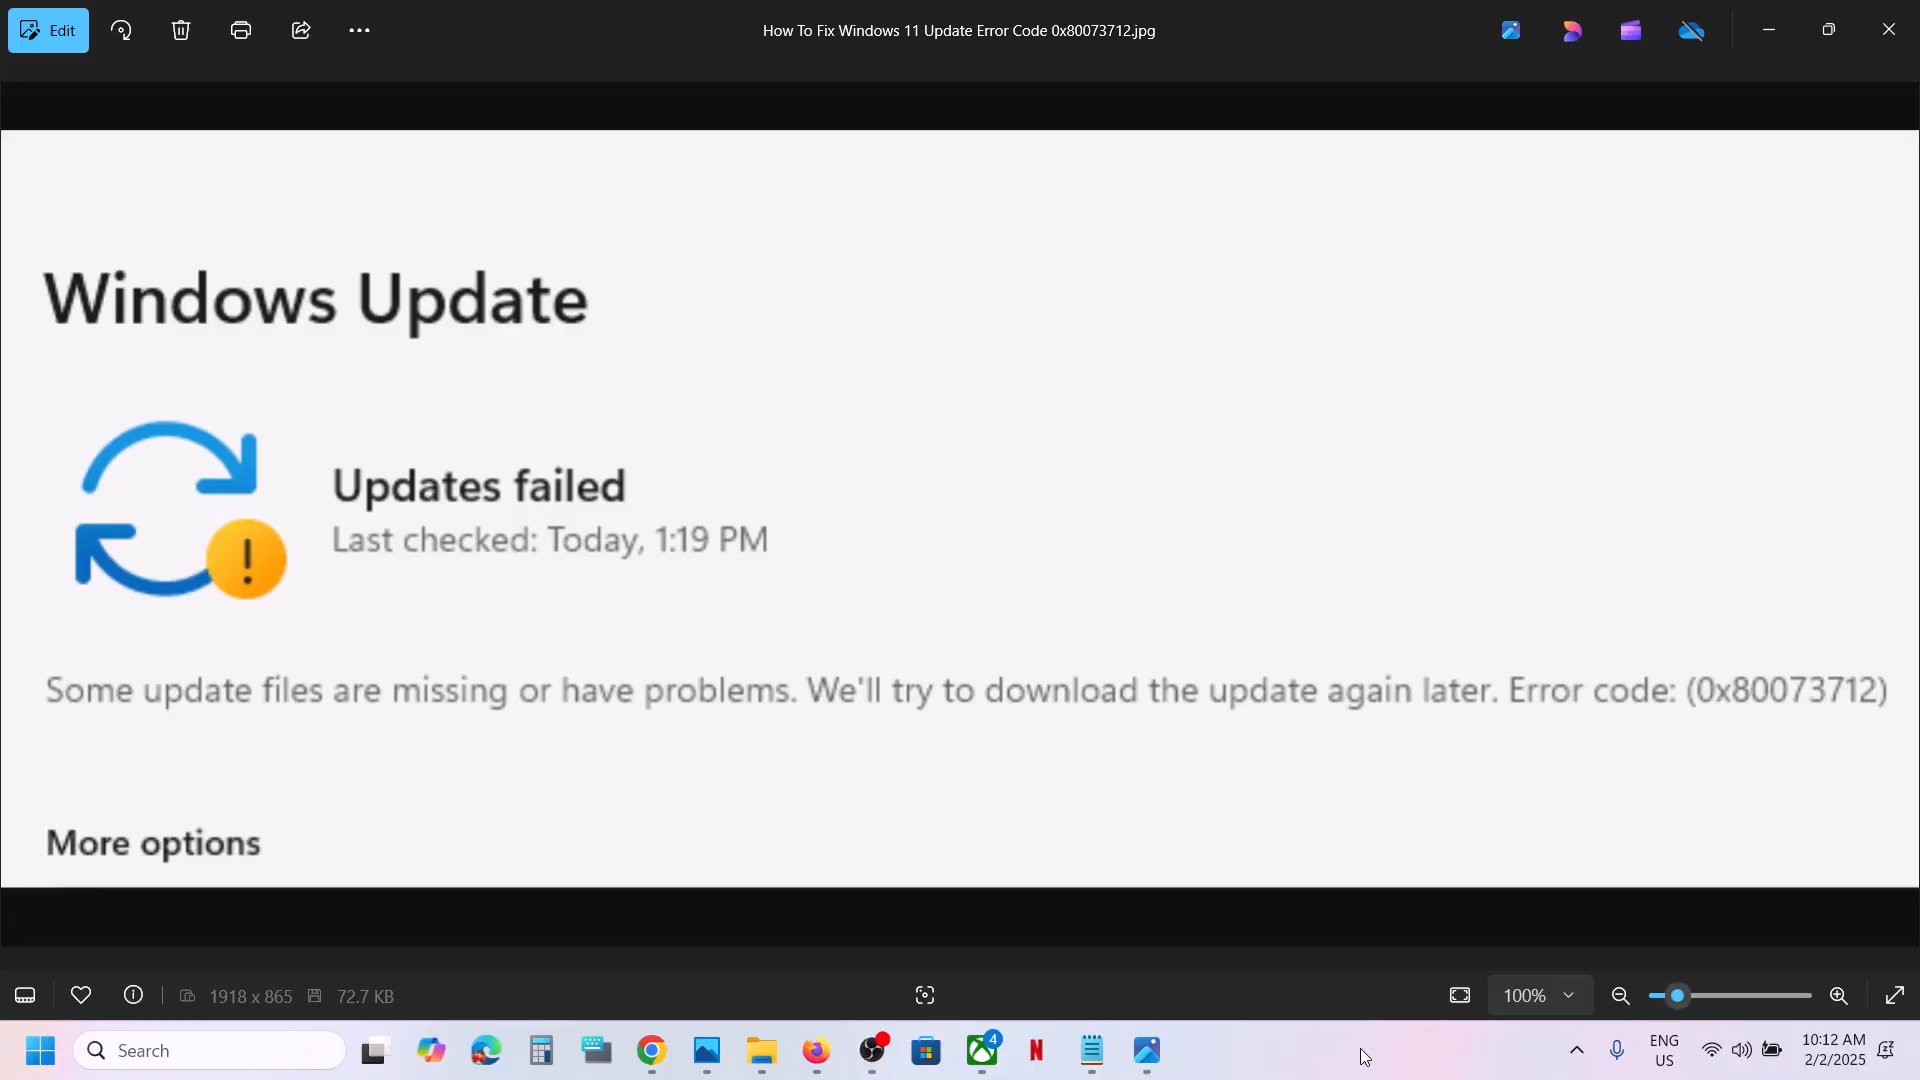 Edit
How To Fix Windows 11 Update Error Code 0x80073712.jpg
Windows Update
Updates failed
Last checked: Today, 1:19 PM
Some update files are missing or have problems. We'll try to download the update again later. Error code: (0x80073712)
More options
1918 x 865 72.7 KB
100%
Search
4
N
ENG
US
10:12 AM
2/2/2025